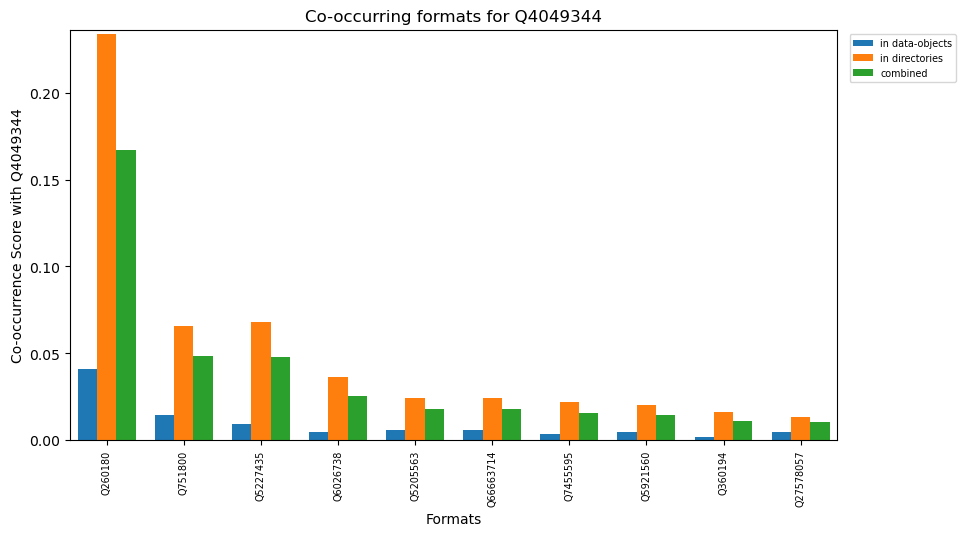 Co-occurring formats for Q4049344
in data-objects
in directories
combined
Co-occurrence Score with Q4049344
0.20
0.15
0.10
0.05
0.00
Q260180
Q751800
Q5227435
Q6026738
Q5205563
Q66663714
Q7455595
Q5921560
Q360194
Q27578057
Formats